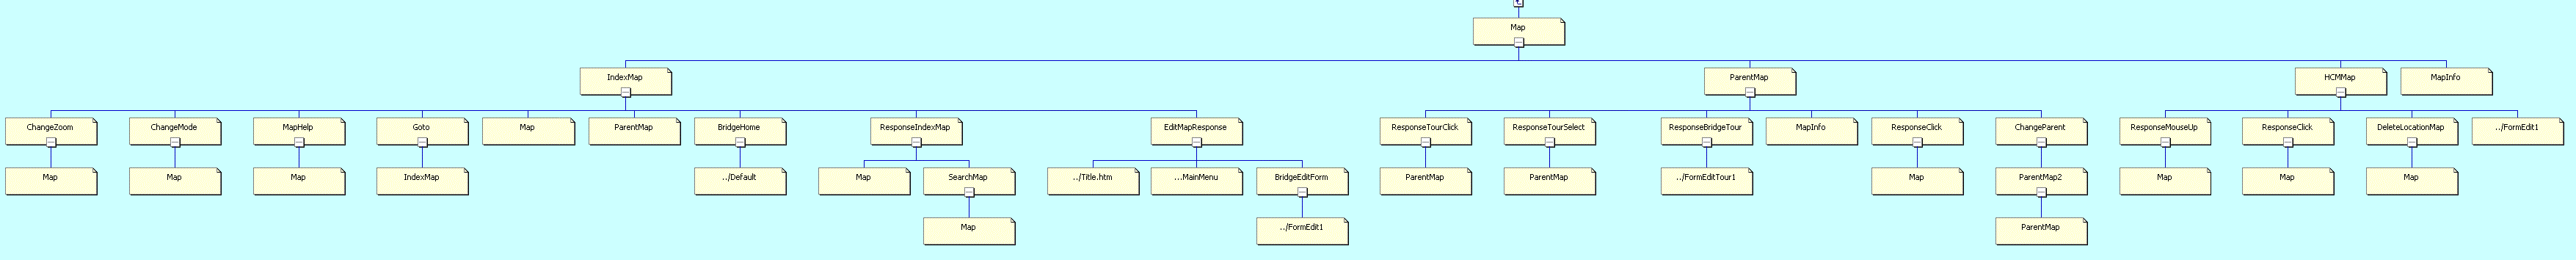 Map
IndexMap
ParentMap
HCMMap
MapInfo
ChangeZoom
ChangeMode
MapHelp
Goto
Map
ParentMap
BridgeHome
ResponseIndexMap
EditMapResponse
ResponseTourClick
ResponseTourSelect
ResponseBridgeTour
MapInfo
ResponseClick
ChangeParent
ResponseMouseUp
ResponseClick
DeleteLocationMap
../FormEdit1
Map
Map
Map
IndexMap
../Default
Map
SearchMap
../Title.htm
...MainMenu
BridgeEditForm
ParentMap
ParentMap
../FormEditTour1
Map
ParentMap2
Map
Map
Map
Map
../FormEdit1
ParentMap